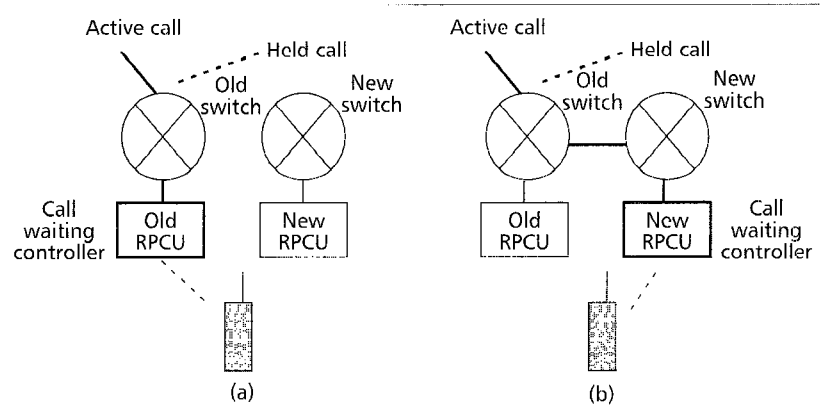 Active call
Held call
Old
switch
New
switch
Call
waiting
controller
Old
RPCU
New
RPCU
(a)
Active call
Held call
Old
switch
New
switch
Old
RPCU
New
RPCU
Call
waiting
controller
(b)